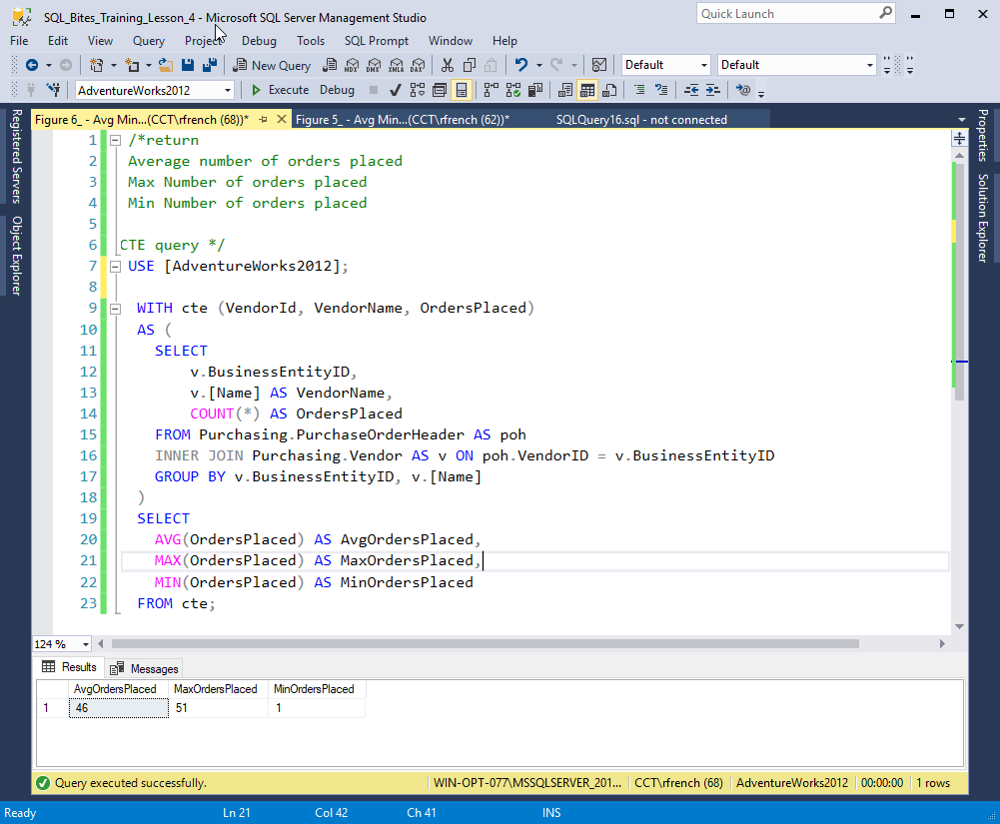 SQL_Bites_Training_Lesson_4 - Microsoft SQL Server Management Studio
Quick Launch
File Edit View Query Project Debug Tools SQL Prompt Window Help
New Query MDX DMX XMLA DAX Default Default
AdventureWorks2012 Execute Debug
Registered Servers
Object Explorer
Properties
Solution Explorer
Figure 6_ - Avg Min...(CCT\rfrench (68))* Figure 5_ - Avg Min...(CCT\rfrench (62))* SQLQuery16.sql - not connected
1 /*return
2 Average number of orders placed
3 Max Number of orders placed
4 Min Number of orders placed
5
6 CTE query */
7 USE [AdventureWorks2012];
8
9 WITH cte (VendorId, VendorName, OrdersPlaced)
10 AS (
11 SELECT
12 v.BusinessEntityID,
13 v.[Name] AS VendorName,
14 COUNT(*) AS OrdersPlaced
15 FROM Purchasing.PurchaseOrderHeader AS poh
16 INNER JOIN Purchasing.Vendor AS v ON poh.VendorID = v.BusinessEntityID
17 GROUP BY v.BusinessEntityID, v.[Name]
18 )
19 SELECT
20 AVG(OrdersPlaced) AS AvgOrdersPlaced,
21 MAX(OrdersPlaced) AS MaxOrdersPlaced,
22 MIN(OrdersPlaced) AS MinOrdersPlaced
23 FROM cte;
124 %
Results Messages
AvgOrdersPlaced MaxOrdersPlaced MinOrdersPlaced
1 46 51 1
Query executed successfully. WIN-OPT-077\MSSQLSERVER_201... CCT\rfrench (68) AdventureWorks2012 00:00:00 1 rows
Ready Ln 21 Col 42 Ch 41 INS